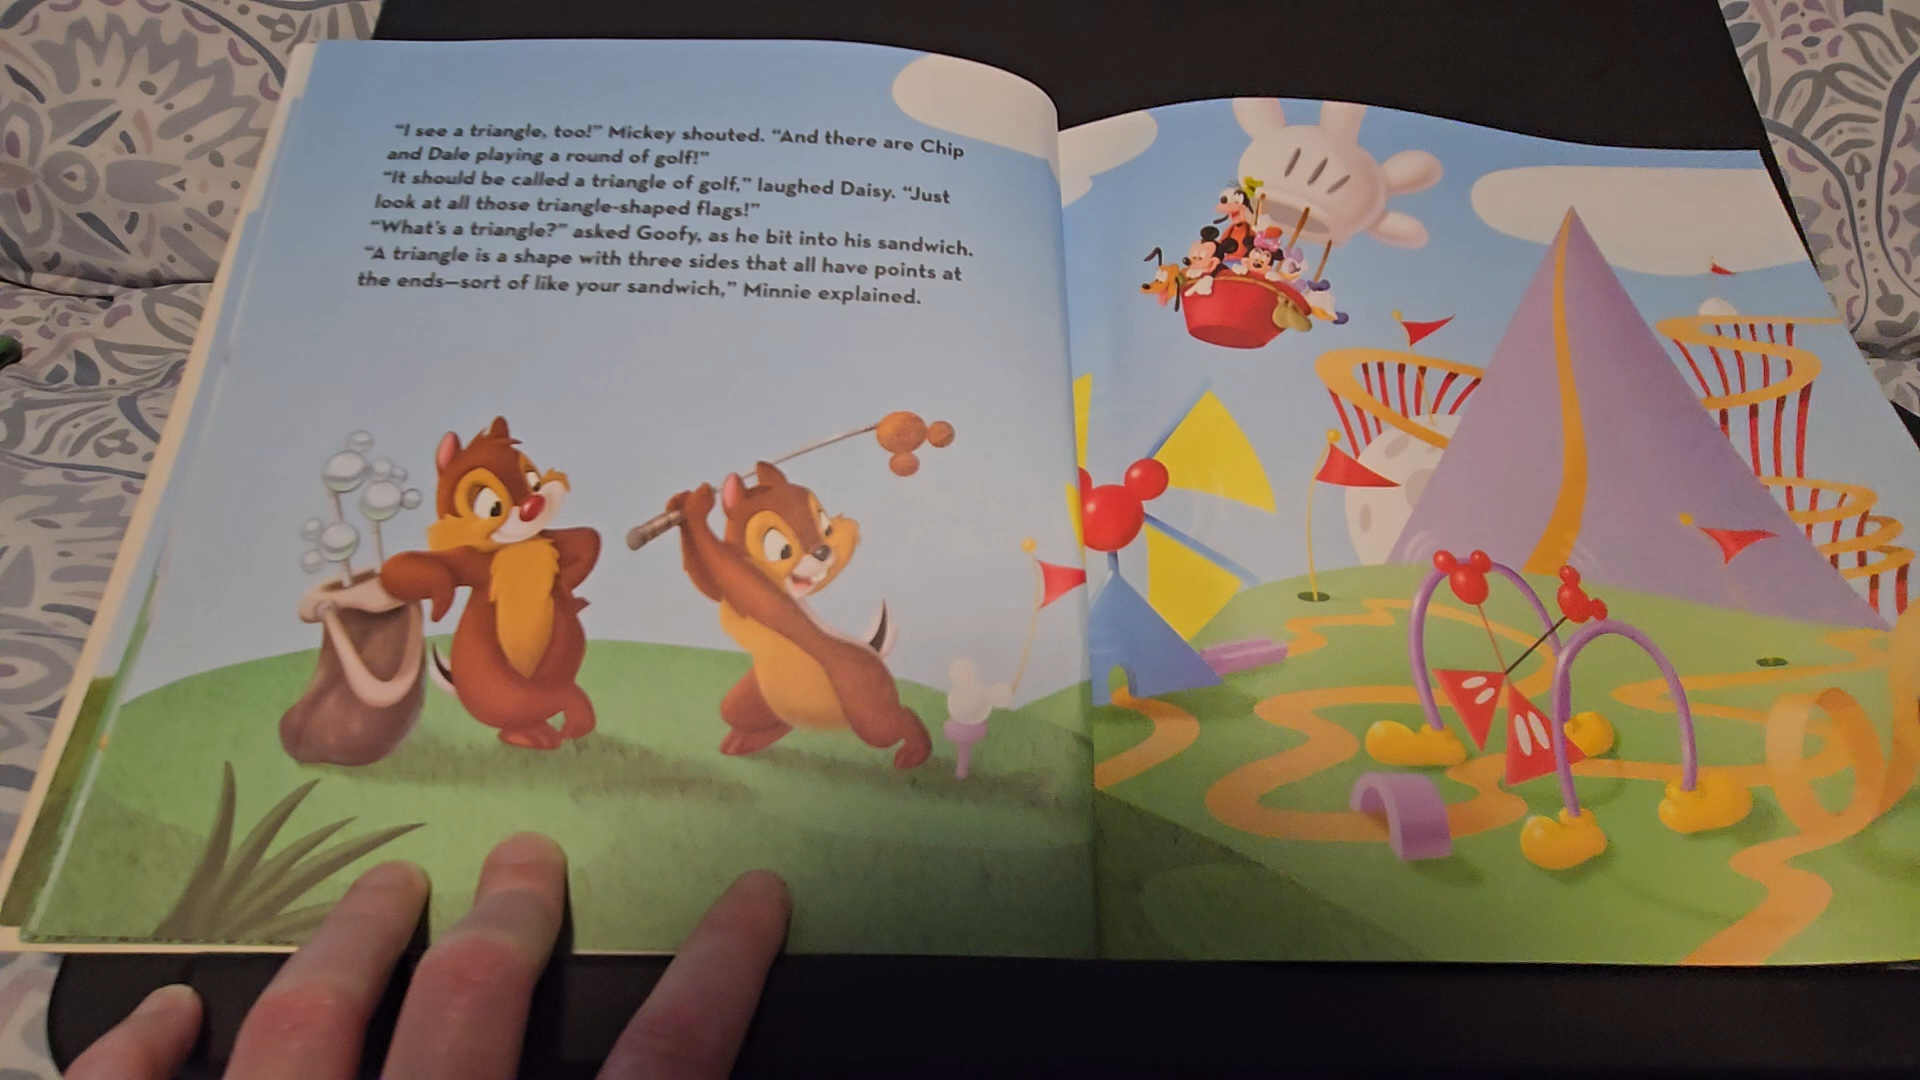 “I see a triangle, too!” Mickey shouted. “And there are Chip
and Dale playing a round of golf!”
“It should be called a triangle of golf,” laughed Daisy. “Just
look at all those triangle-shaped flags!”
“What’s a triangle?” asked Goofy, as he bit into his sandwich.
“A triangle is a shape with three sides that all have points at
the ends—sort of like your sandwich,” Minnie explained.